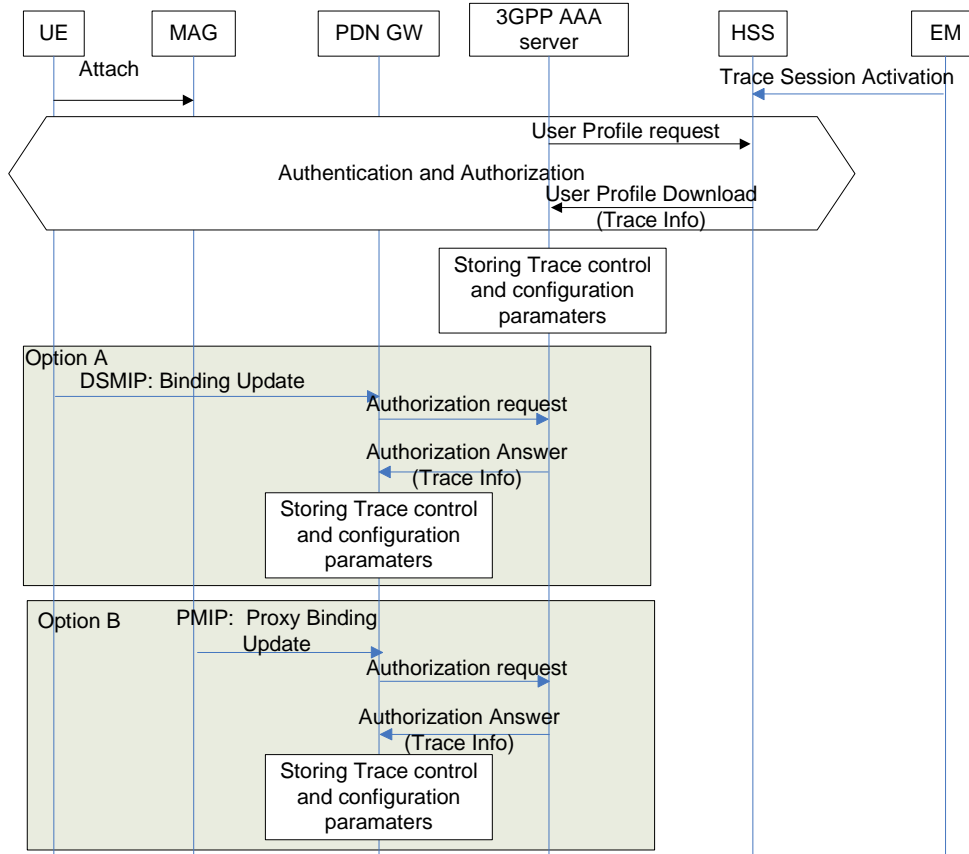 UE
MAG
PDN GW
3GPP AAA
server
HSS
EM
Attach
Trace Session Activation
User Profile request
Authentication and Authorization
User Profile Download
(Trace Info)
Storing Trace control
and configuration
paramaters
Option A
DSMIP: Binding Update
Authorization request
Authorization Answer
(Trace Info)
Storing Trace control
and configuration
paramaters
Option B
PMIP: Proxy Binding
Update
Authorization request
Authorization Answer
(Trace Info)
Storing Trace control
and configuration
paramaters